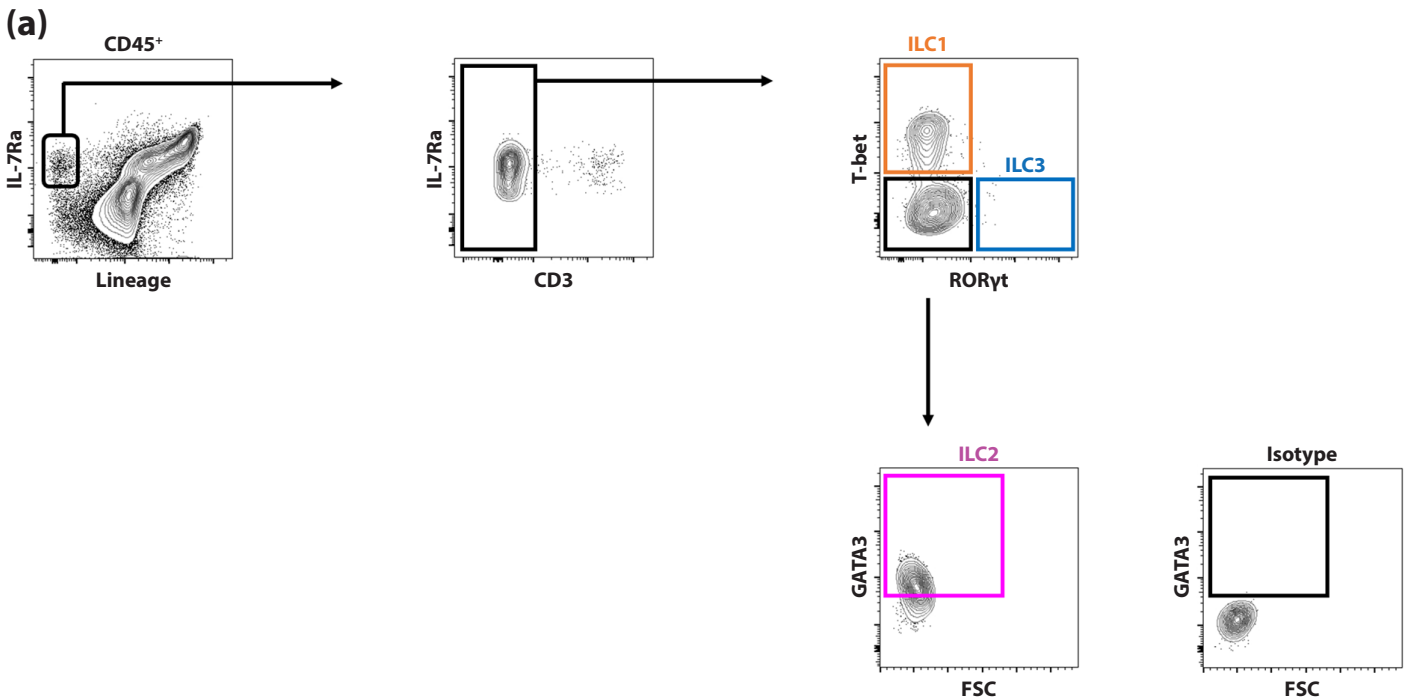 (a)
CD45⁺
IL-7Ra
Lineage
IL-7Ra
CD3
ILC1
T-bet
ILC3
RORγt
ILC2
GATA3
FSC
Isotype
GATA3
FSC